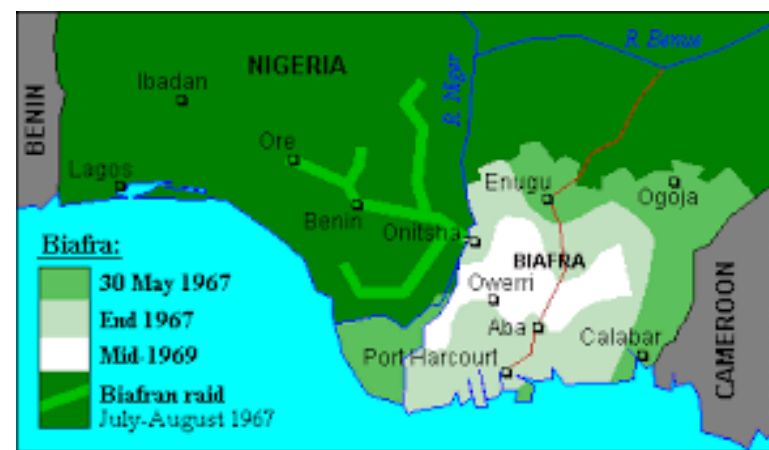 R. Benue
NIGERIA
Ibadan
R. Niger
BENIN
Ore
Lagos
Enugu
Ogoja
Benin
Onitsha
Biafra:
BIAFRA
30 May 1967
Owerri
End 1967
Aba
Calabar
CAMEROON
Mid-1969
Port Harcourt
Biafran raid
July-August 1967